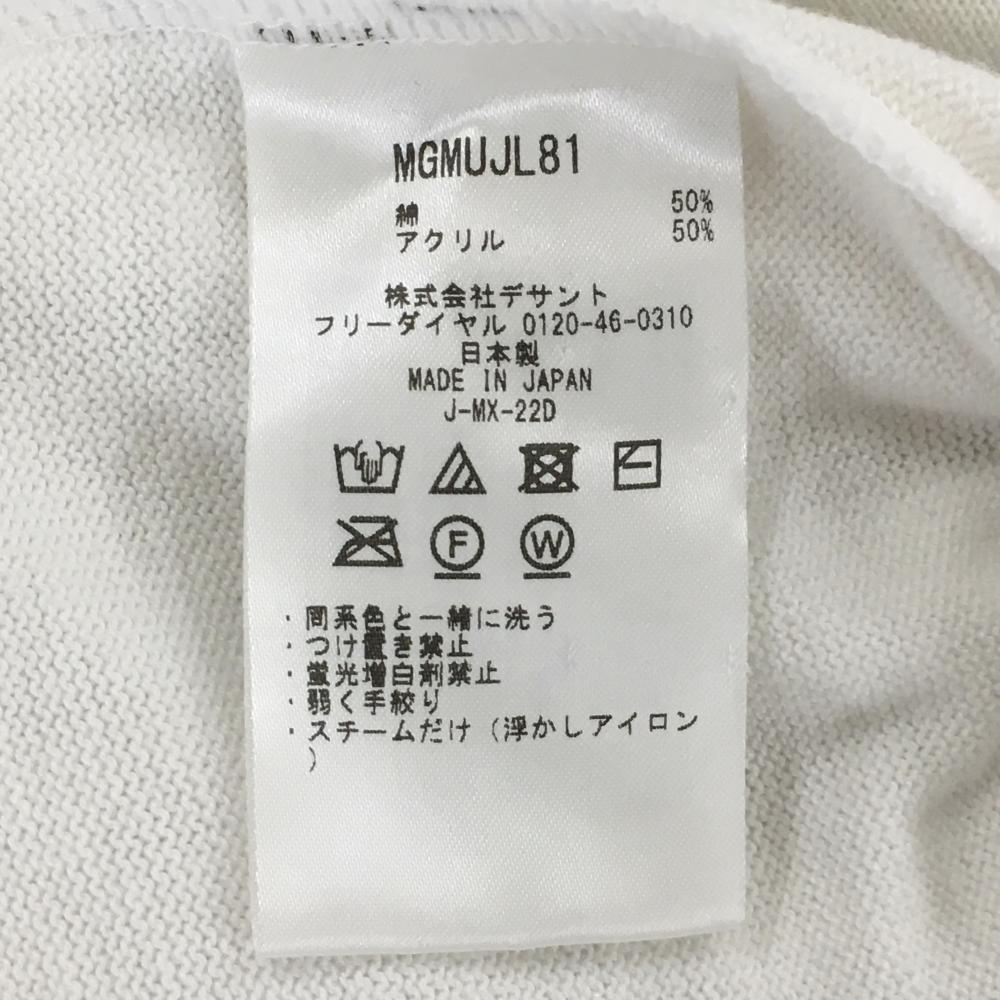 MGMUJL81
綿 50%
アクリル 50%
株式会社デサント
フリーダイヤル 0120-46-0310
日本製
MADE IN JAPAN
J-MX-22D
F W
・同系色と一緒に洗う
・つけ置き禁止
・蛍光増白剤禁止
・弱く手絞り
・スチームだけ（浮かしアイロン
）